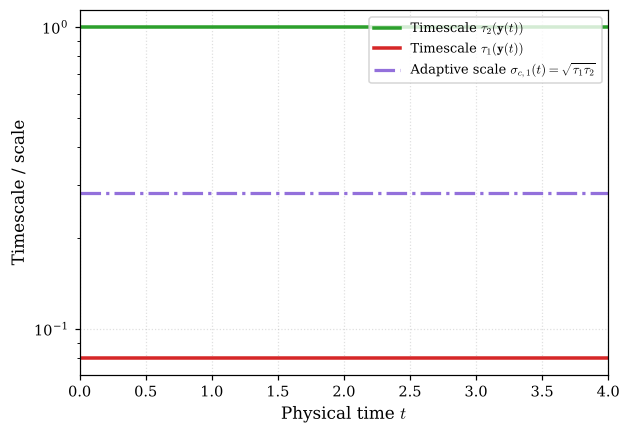 Timescale τ₂(𝐲(t))
Timescale τ₁(𝐲(t))
Adaptive scale σ_{c,1}(t) = √τ₁τ₂
10⁰
10⁻¹
Timescale / scale
0.0 0.5 1.0 1.5 2.0 2.5 3.0 3.5 4.0
Physical time t